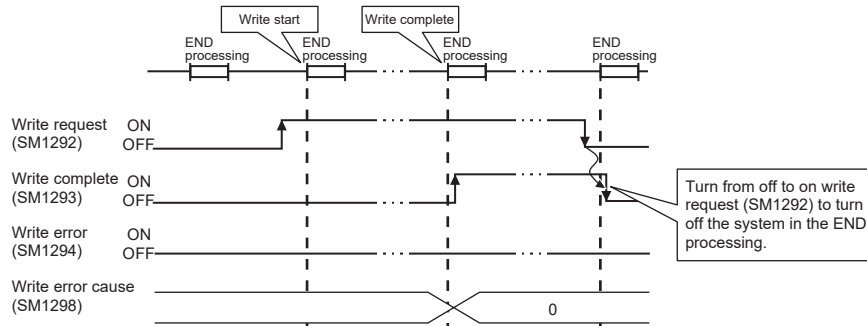 Write start
Write complete
END
processing
END
processing
END
processing
END
processing
Write request
(SM1292)
ON
OFF
Write complete
(SM1293)
ON
OFF
Turn from off to on write
request (SM1292) to turn
off the system in the END
processing.
Write error
(SM1294)
ON
OFF
Write error cause
(SM1298)
0